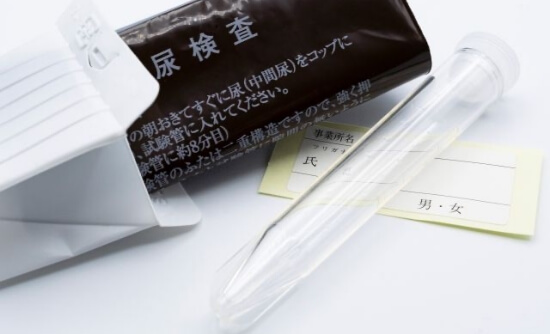 尿検査
の朝おきてすぐに尿(中間尿)をコップに
試験管に入れてください。
験管に約8分目)
験管のふたは二重構造ですので、強く押
事業所名
フリガナ
氏
男・女